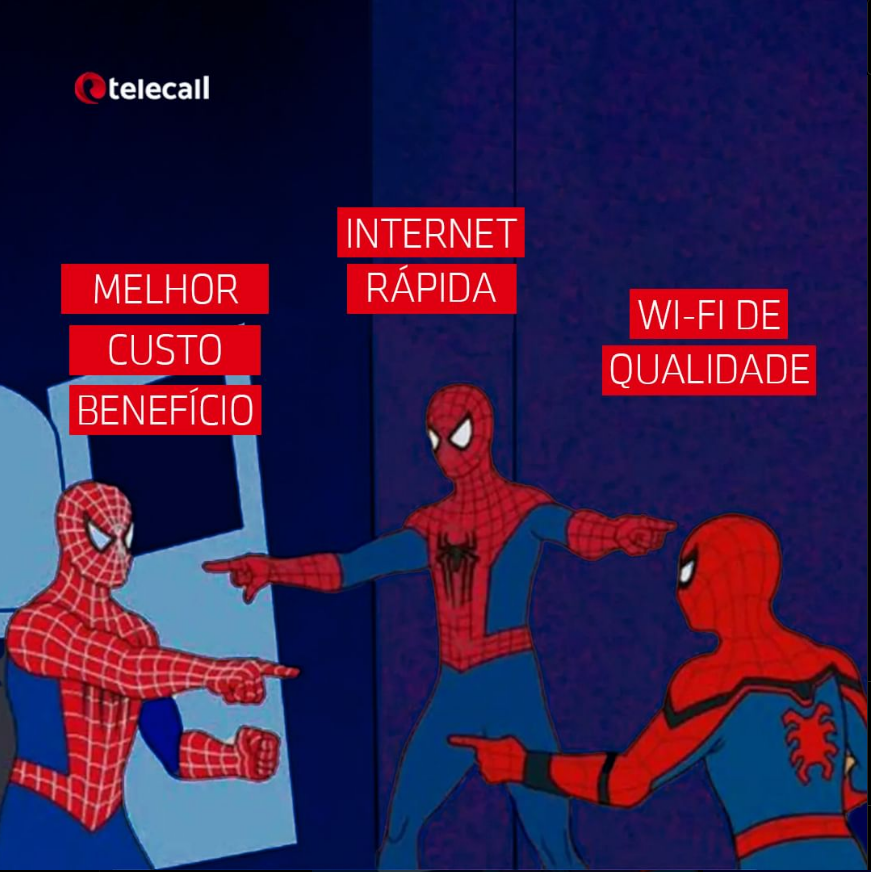 telecall
MELHOR
CUSTO
BENEFÍCIO
INTERNET
RÁPIDA
WI-FI DE
QUALIDADE